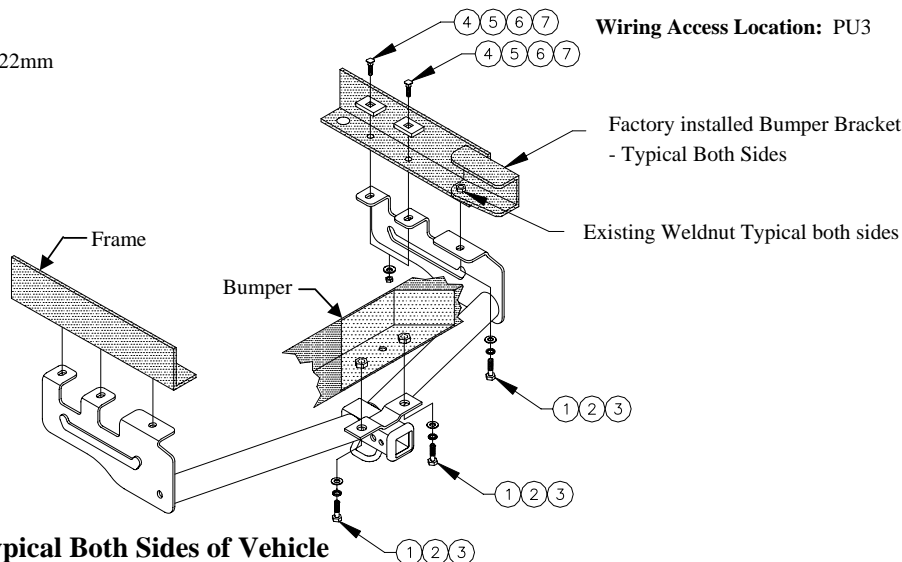 4 5 6 7
Wiring Access Location: PU3
22mm
4 5 6 7
Factory installed Bumper Bracket
- Typical Both Sides
Existing Weldnut Typical both sides
Frame
Bumper
1 2 3
1 2 3
1 2 3
ypical Both Sides of Vehicle